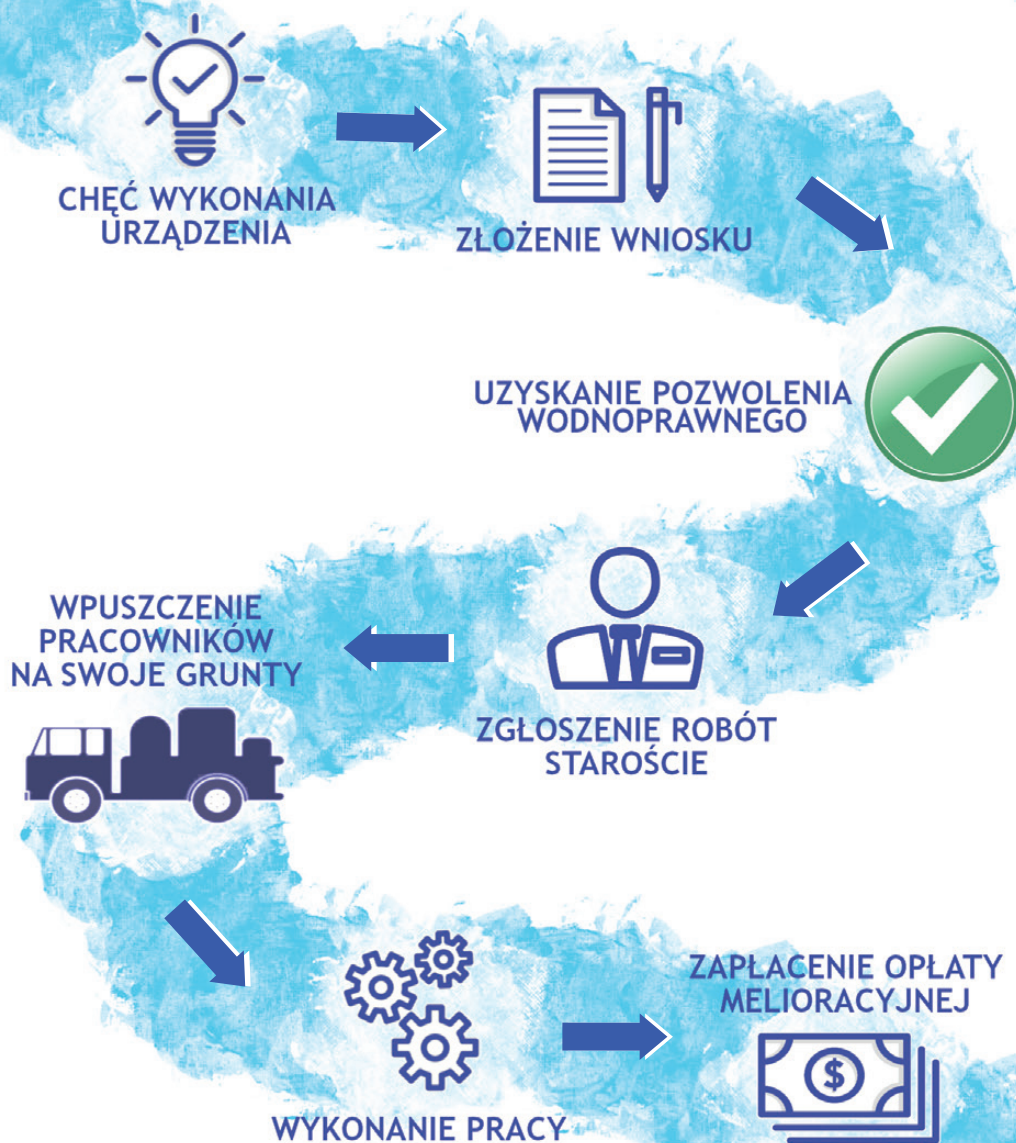 CHĘĆ WYKONANIA
URZĄDZENIA
ZŁOŻENIE WNIOSKU
UZYSKANIE POZWOLENIA
WODNOPRAWNEGO
ZGŁOSZENIE ROBÓT
STAROŚCIE
WPUSZCZENIE
PRACOWNIKÓW
NA SWOJE GRUNTY
WYKONANIE PRACY
ZAPŁACENIE OPŁATY
MELIORACYJNEJ
$